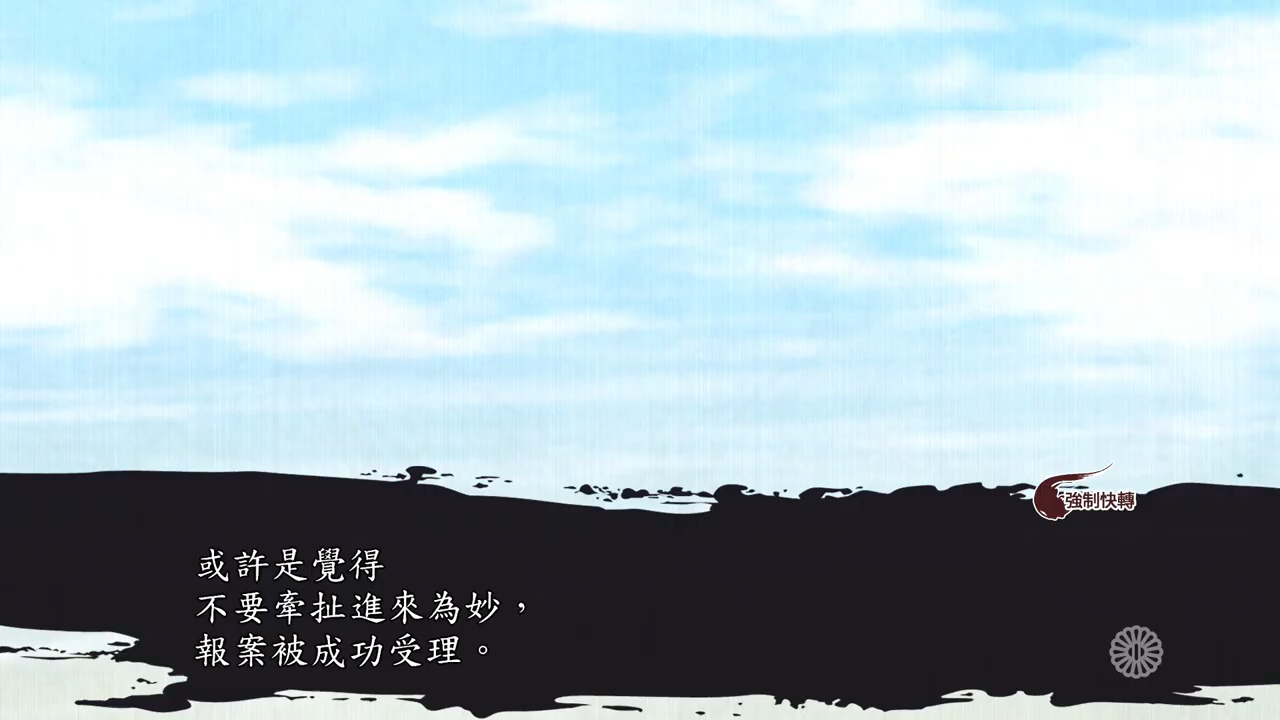 強制快轉
或許是覺得
不要牽扯進來為妙，
報案被成功受理。